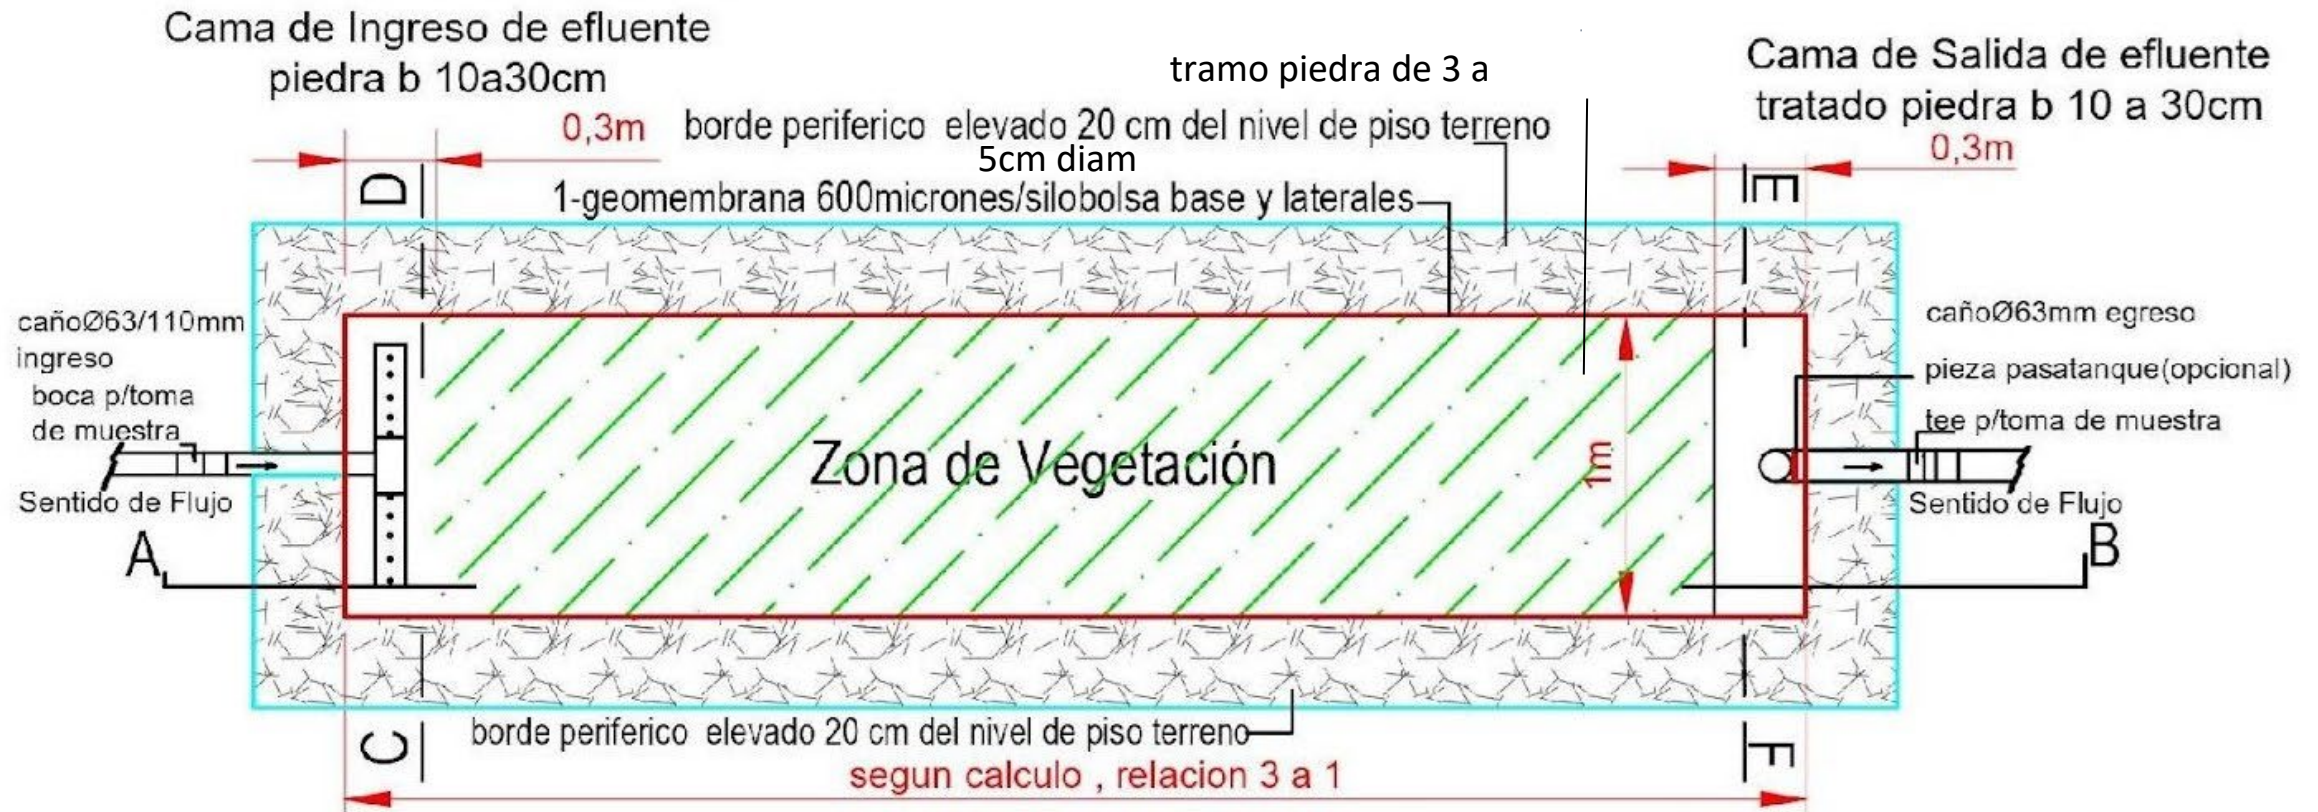 Cama de Ingreso de efluente
piedra b 10a30cm
0,3m
tramo piedra de 3 a
5cm diam
borde periferico elevado 20 cm del nivel de piso terreno
1-geomembrana 600micrones/silobolsa base y laterales
Cama de Salida de efluente
tratado piedra b 10 a 30cm
0,3m
D
E
cañoØ63/110mm
ingreso
boca p/toma
de muestra
Sentido de Flujo
A
Zona de Vegetación
1m
cañoØ63mm egreso
pieza pasatanque(opcional)
tee p/toma de muestra
Sentido de Flujo
B
C
borde periferico elevado 20 cm del nivel de piso terreno
F
segun calculo , relacion 3 a 1